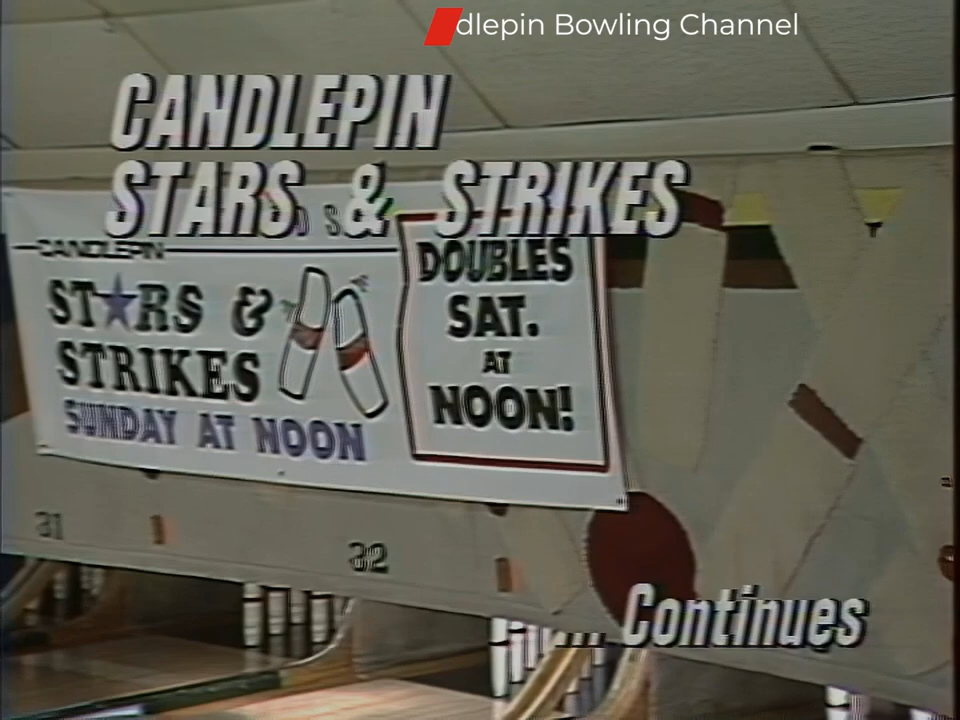 dlepin Bowling Channel
CANDLEPIN
STARS & STRIKES
CANDLEPIN
ST★RS &
STRIKES
SUNDAY AT NOON
DOUBLES
SAT.
AT
NOON!
31
32
... Continues